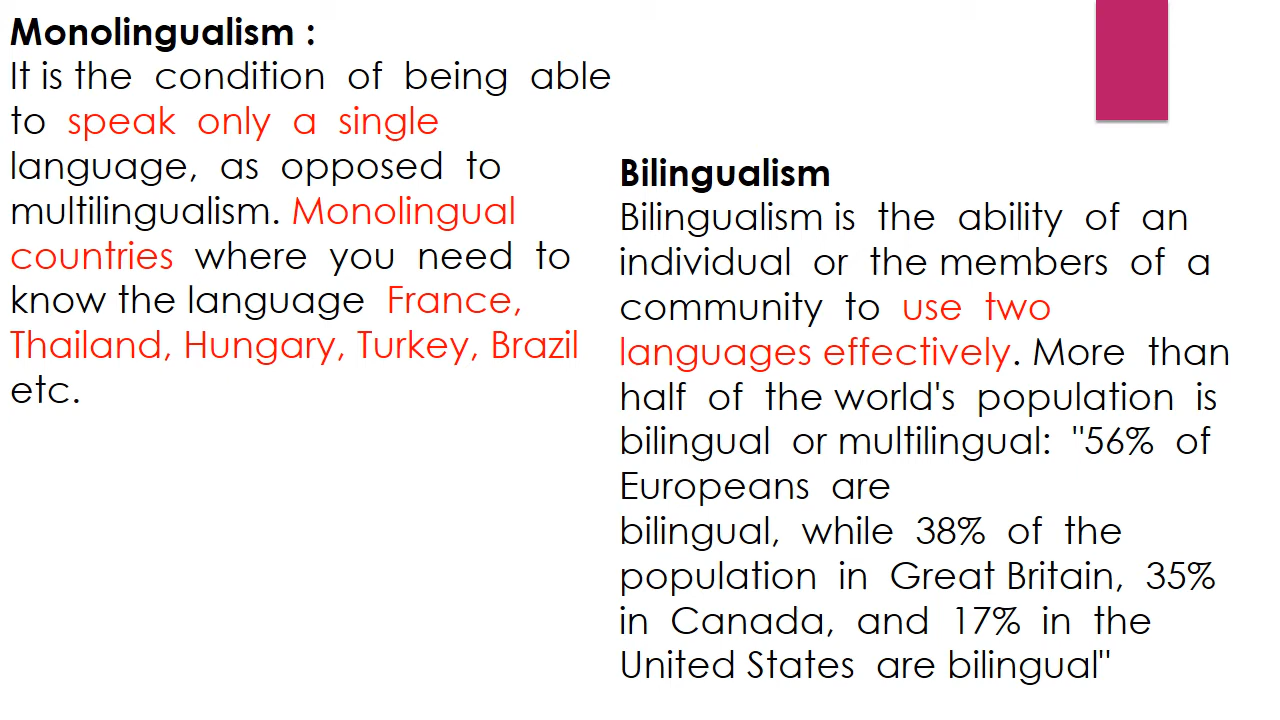 Monolingualism :
It is the condition of being able
to speak only a single
language, as opposed to
multilingualism. Monolingual
countries where you need to
know the language France,
Thailand, Hungary, Turkey, Brazil
etc.
Bilingualism
Bilingualism is the ability of an
individual or the members of a
community to use two
languages effectively. More than
half of the world's population is
bilingual or multilingual: "56% of
Europeans are
bilingual, while 38% of the
population in Great Britain, 35%
in Canada, and 17% in the
United States are bilingual"